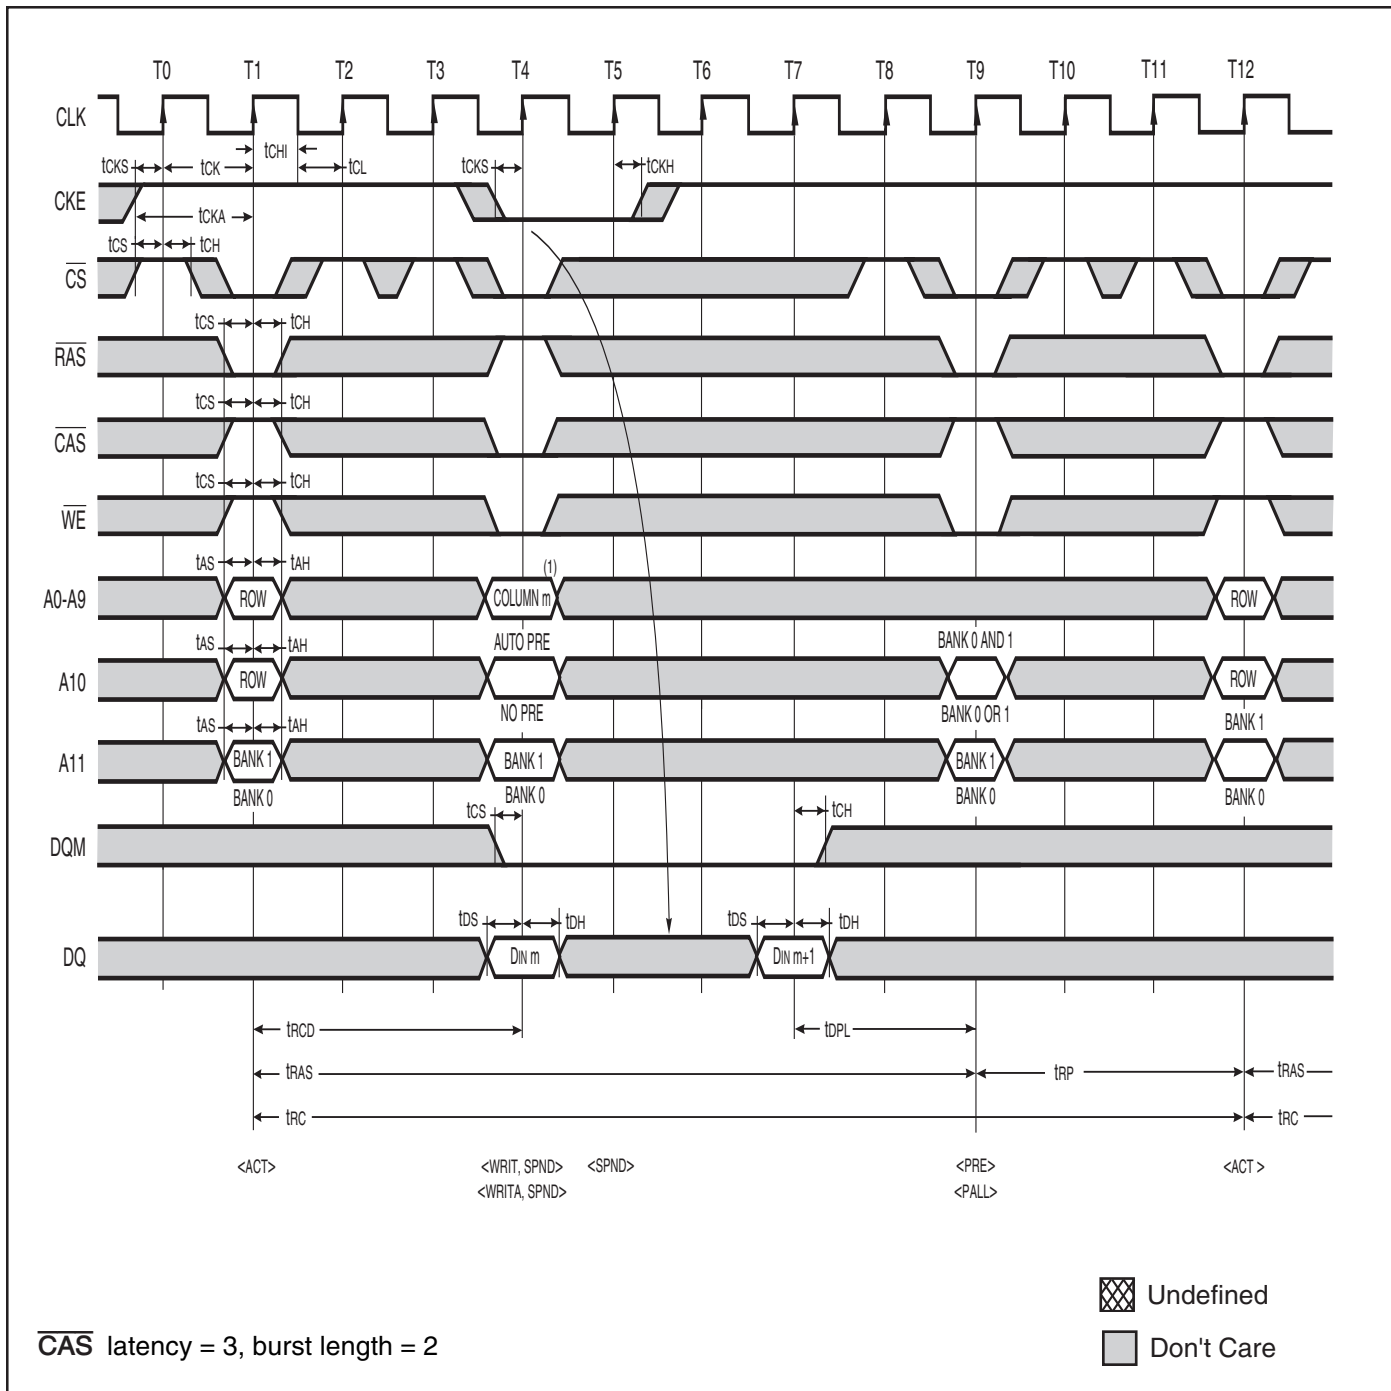 T0 T1 T2 T3 T4 T5 T6 T7 T8 T9 T10 T11 T12
CLK
tCHI
tCKS tCK tCL tCKS tCKH
CKE
tCKA
tCS tCH
CS
tCS tCH
RAS
tCS tCH
CAS
tCS tCH
WE
tAS tAH (1)
A0-A9 ROW COLUMN m ROW
tAS tAH AUTO PRE BANK 0 AND 1
A10 ROW ROW
NO PRE BANK 0 OR 1 BANK 1
tAS tAH
A11 BANK 1 BANK 1 BANK 1
BANK 0 BANK 0 BANK 0 BANK 0
tCS tCH
DQM
tDS tDH tDS tDH
DQ DIN m DIN m+1
tRCD tDPL
tRAS tRP tRAS
tRC tRC
<ACT> <WRIT, SPND> <SPND> <PRE> <ACT >
<WRITA, SPND> <PALL>
Undefined
CAS latency = 3, burst length = 2
Don't Care